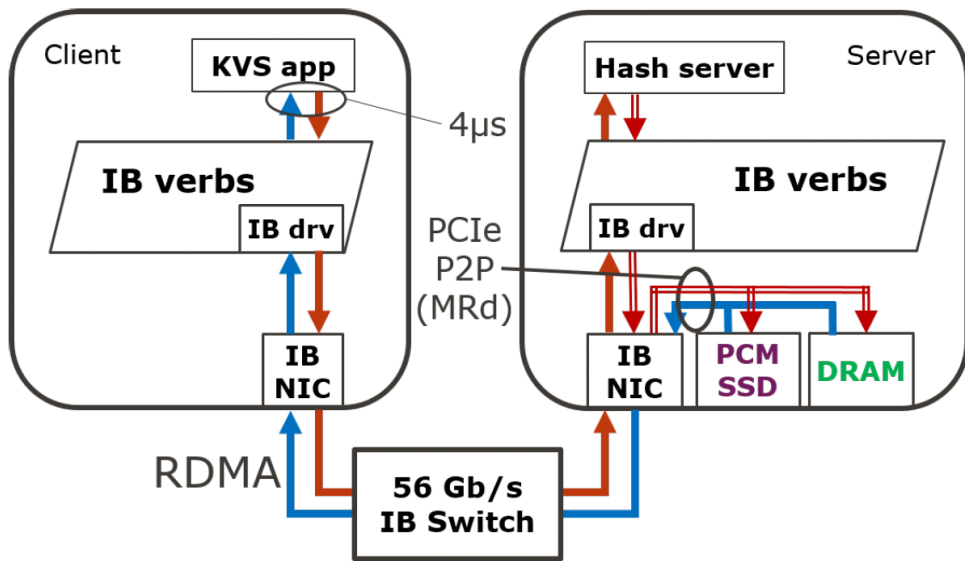 Client
KVS app
4µs
IB verbs
IB drv
IB
NIC
RDMA
56 Gb/s
IB Switch
Server
Hash server
IB verbs
IB drv
PCIe
P2P
(MRd)
IB
NIC
PCM
SSD
DRAM